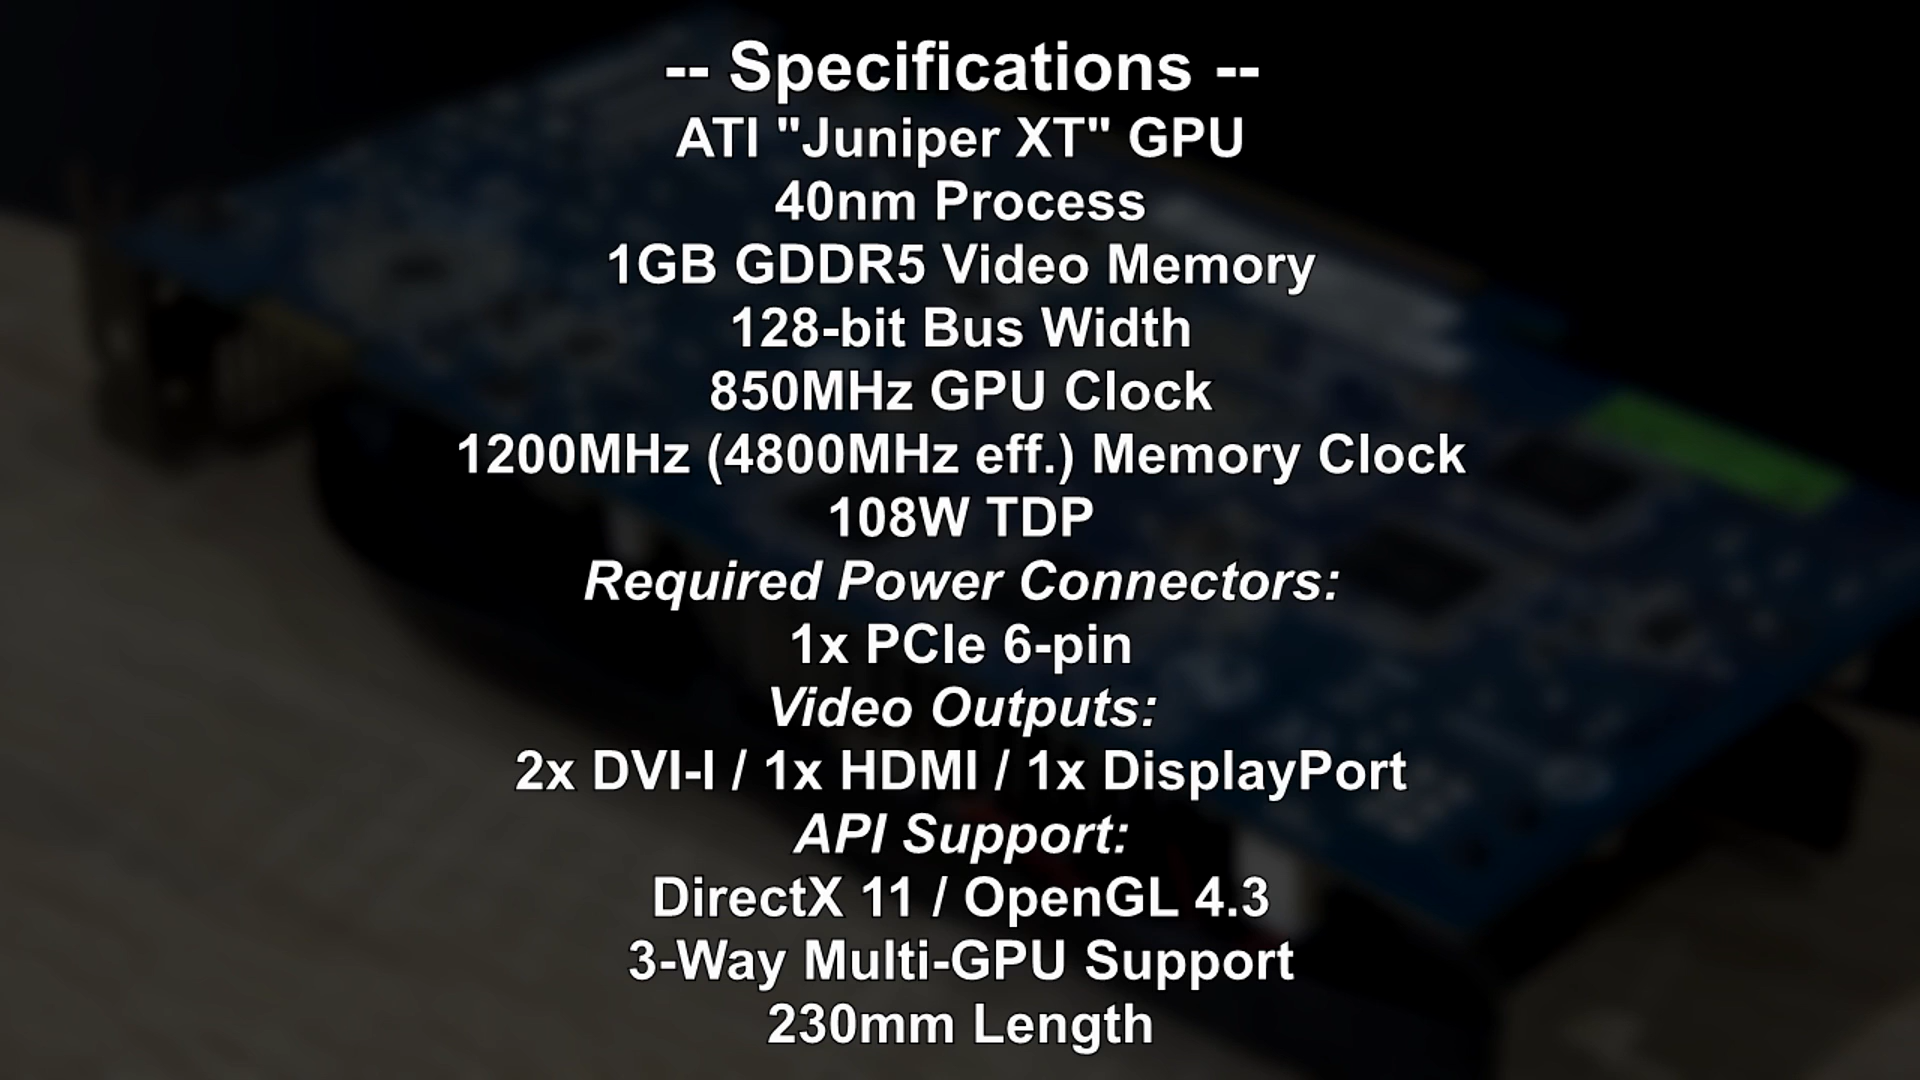 -- Specifications --
ATI "Juniper XT" GPU
40nm Process
1GB GDDR5 Video Memory
128-bit Bus Width
850MHz GPU Clock
1200MHz (4800MHz eff.) Memory Clock
108W TDP
Required Power Connectors:
1x PCIe 6-pin
Video Outputs:
2x DVI-I / 1x HDMI / 1x DisplayPort
API Support:
DirectX 11 / OpenGL 4.3
3-Way Multi-GPU Support
230mm Length